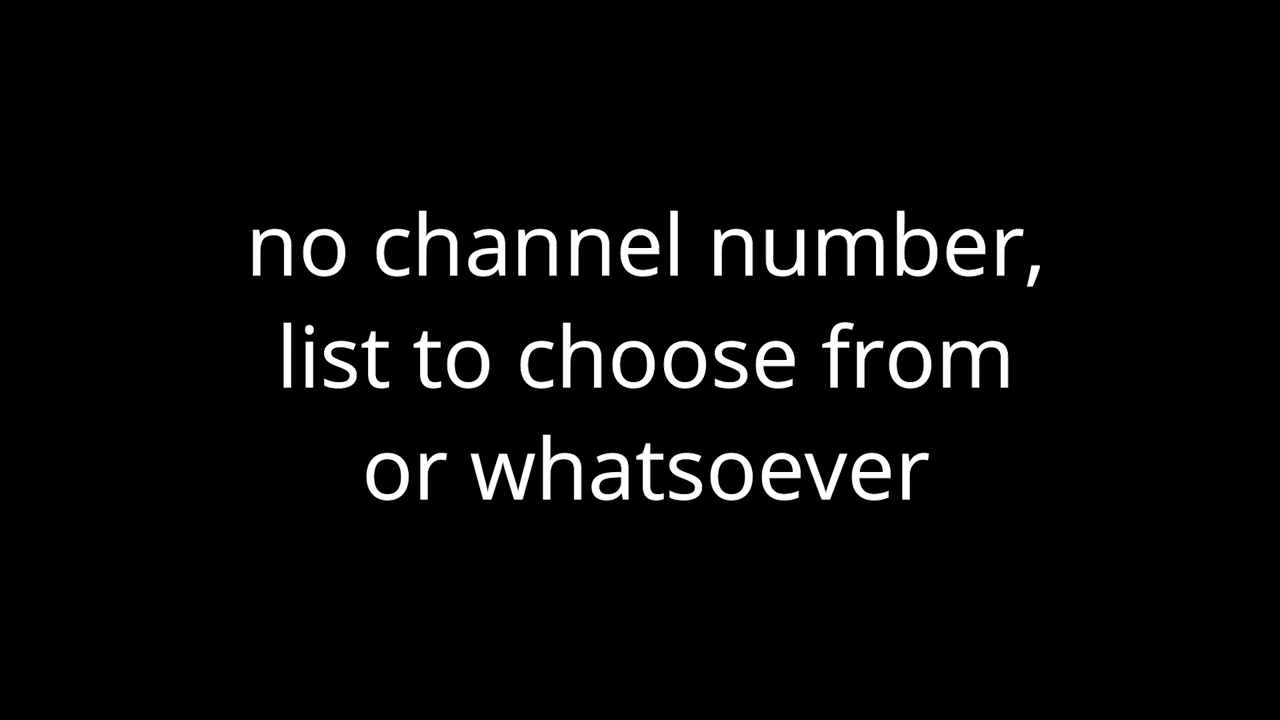 no channel number,
list to choose from
or whatsoever